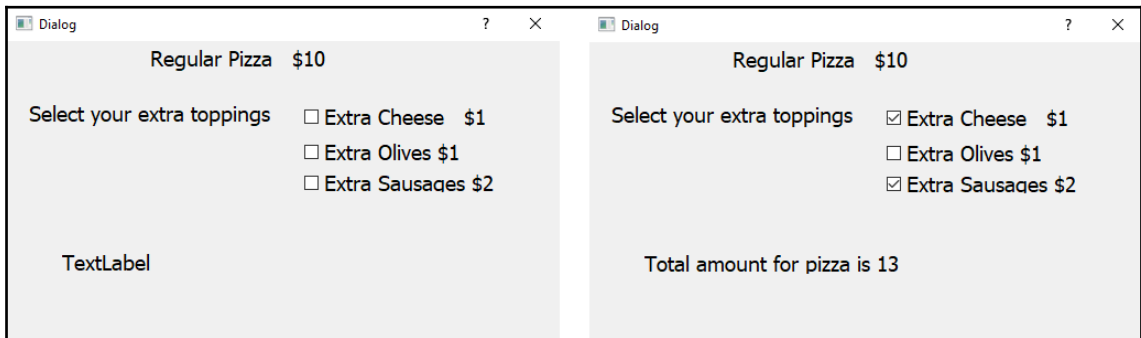 Dialog ? ×
Regular Pizza $10
Select your extra toppings
Extra Cheese $1
Extra Olives $1
Extra Sausages $2
TextLabel
Dialog ? ×
Regular Pizza $10
Select your extra toppings
Extra Cheese $1
Extra Olives $1
Extra Sausages $2
Total amount for pizza is 13